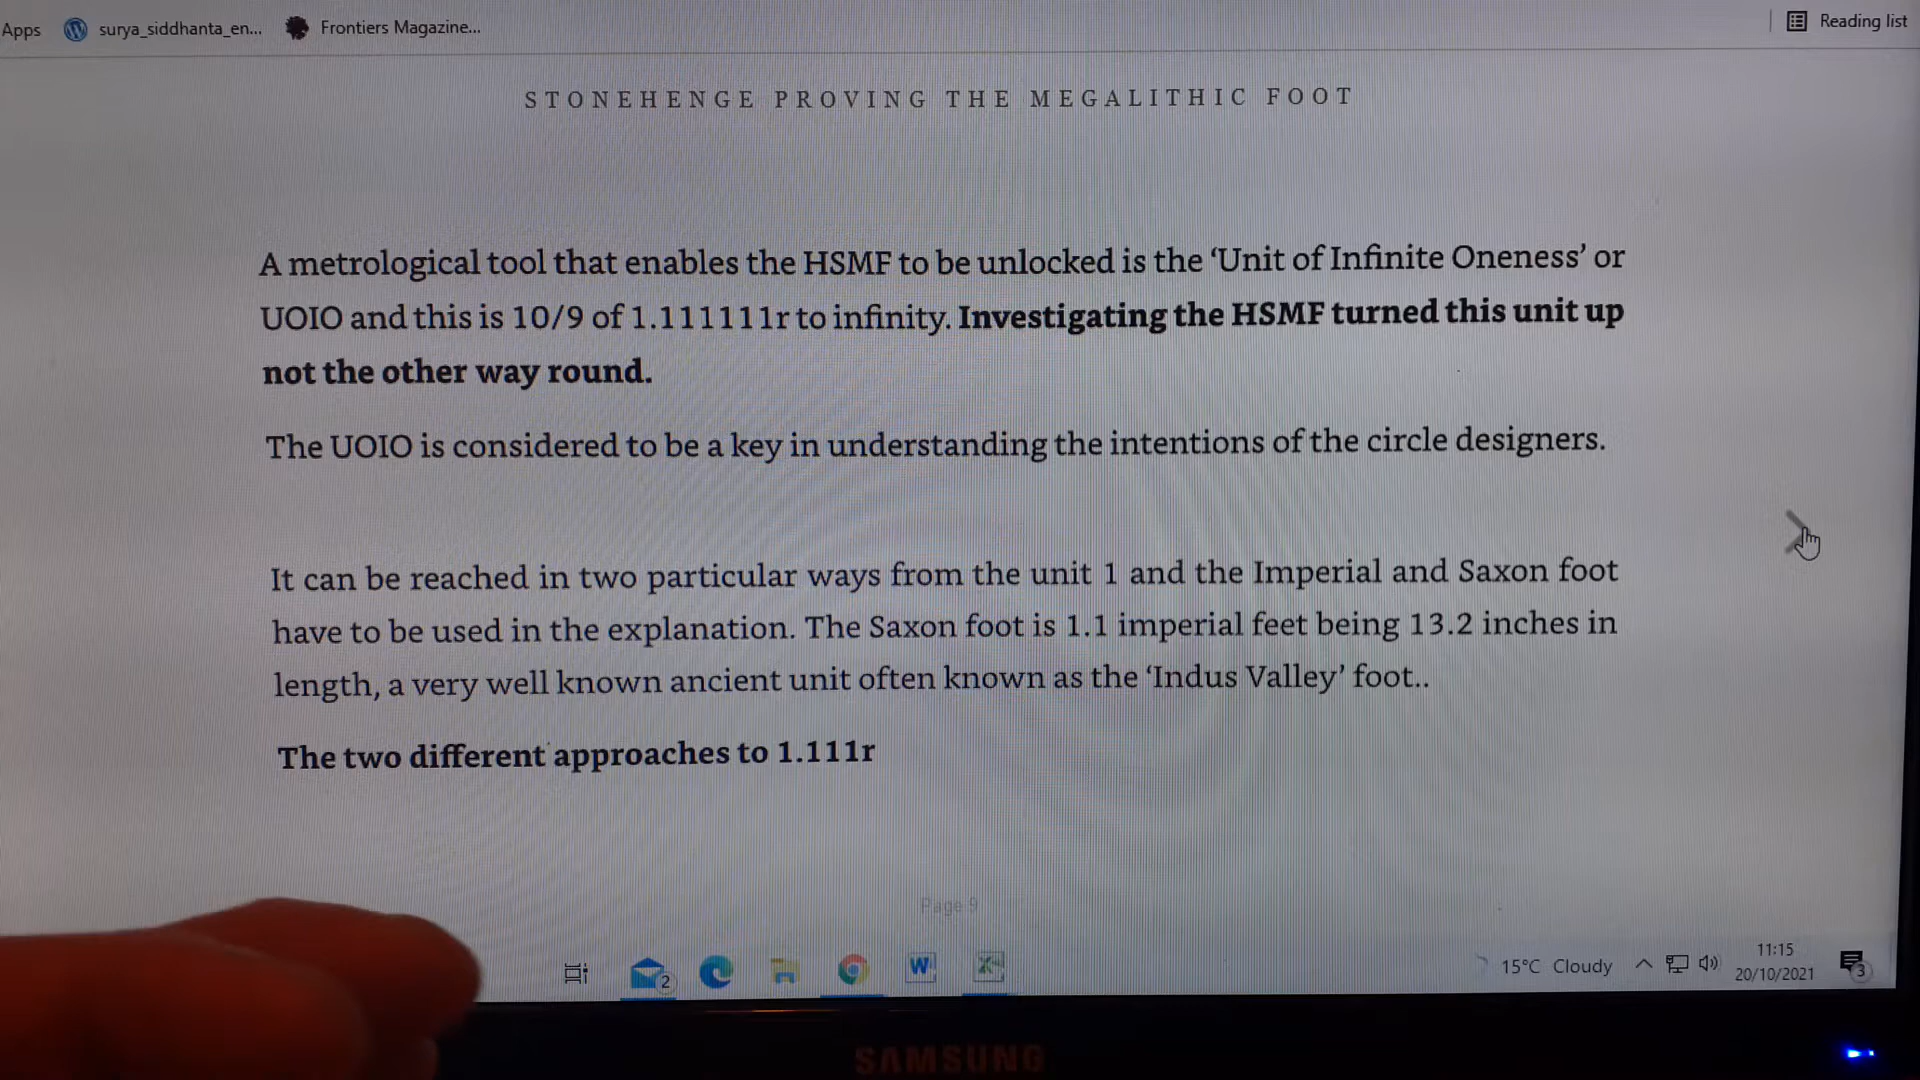 Apps surya_siddhanta_en... Frontiers Magazine... Reading list
STONEHENGE PROVING THE MEGALITHIC FOOT
A metrological tool that enables the HSMF to be unlocked is the ‘Unit of Infinite Oneness’ or
UOIO and this is 10/9 of 1.111111r to infinity. Investigating the HSMF turned this unit up
not the other way round.
The UOIO is considered to be a key in understanding the intentions of the circle designers.
It can be reached in two particular ways from the unit 1 and the Imperial and Saxon foot
have to be used in the explanation. The Saxon foot is 1.1 imperial feet being 13.2 inches in
length, a very well known ancient unit often known as the ‘Indus Valley’ foot..
The two different approaches to 1.111r
Page 9
2
W
X
15°C Cloudy
11:15
20/10/2021
3
SAMSUNG